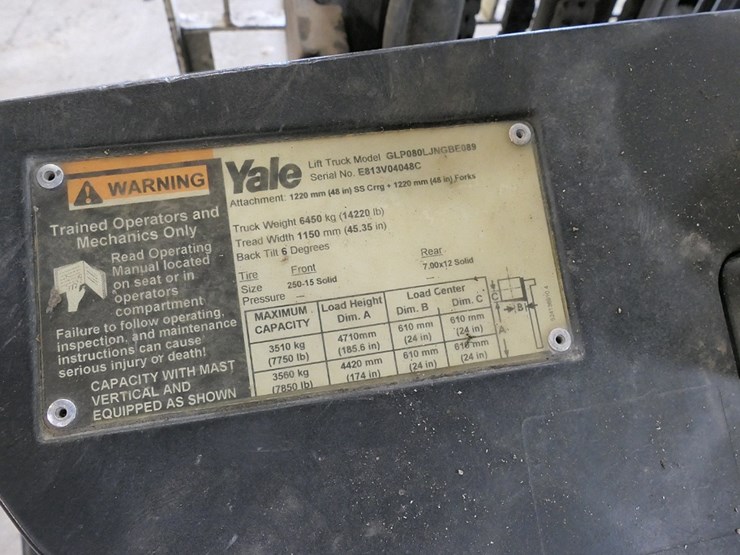 WARNING
Trained Operators and
Mechanics Only
Read Operating
Manual located
on seat or in
operators
compartment
Failure to follow operating,
inspection, and maintenance
instructions can cause
serious injury or death!
CAPACITY WITH MAST
VERTICAL AND
EQUIPPED AS SHOWN
Yale
Lift Truck Model GLP080LJNGBE089
Serial No. E813V04048C
Attachment: 1220 mm (48 in) SS Crrg • 1220 mm (48 in) Forks
Truck Weight 6450 kg (14220 lb)
Tread Width 1150 mm (45.35 in)
Back Tilt 6 Degrees
Tire Front Rear
Size 250-15 Solid 7.00x12 Solid
Pressure — —
MAXIMUM CAPACITY Load Height Dim. A Load Center Dim. B Dim. C
3510 kg (7750 lb) 4710mm (185.6 in) 610 mm (24 in) 610 mm (24 in)
3560 kg (7850 lb) 4420 mm (174 in) 610 mm (24 in) 610 mm (24 in)
C
B
A